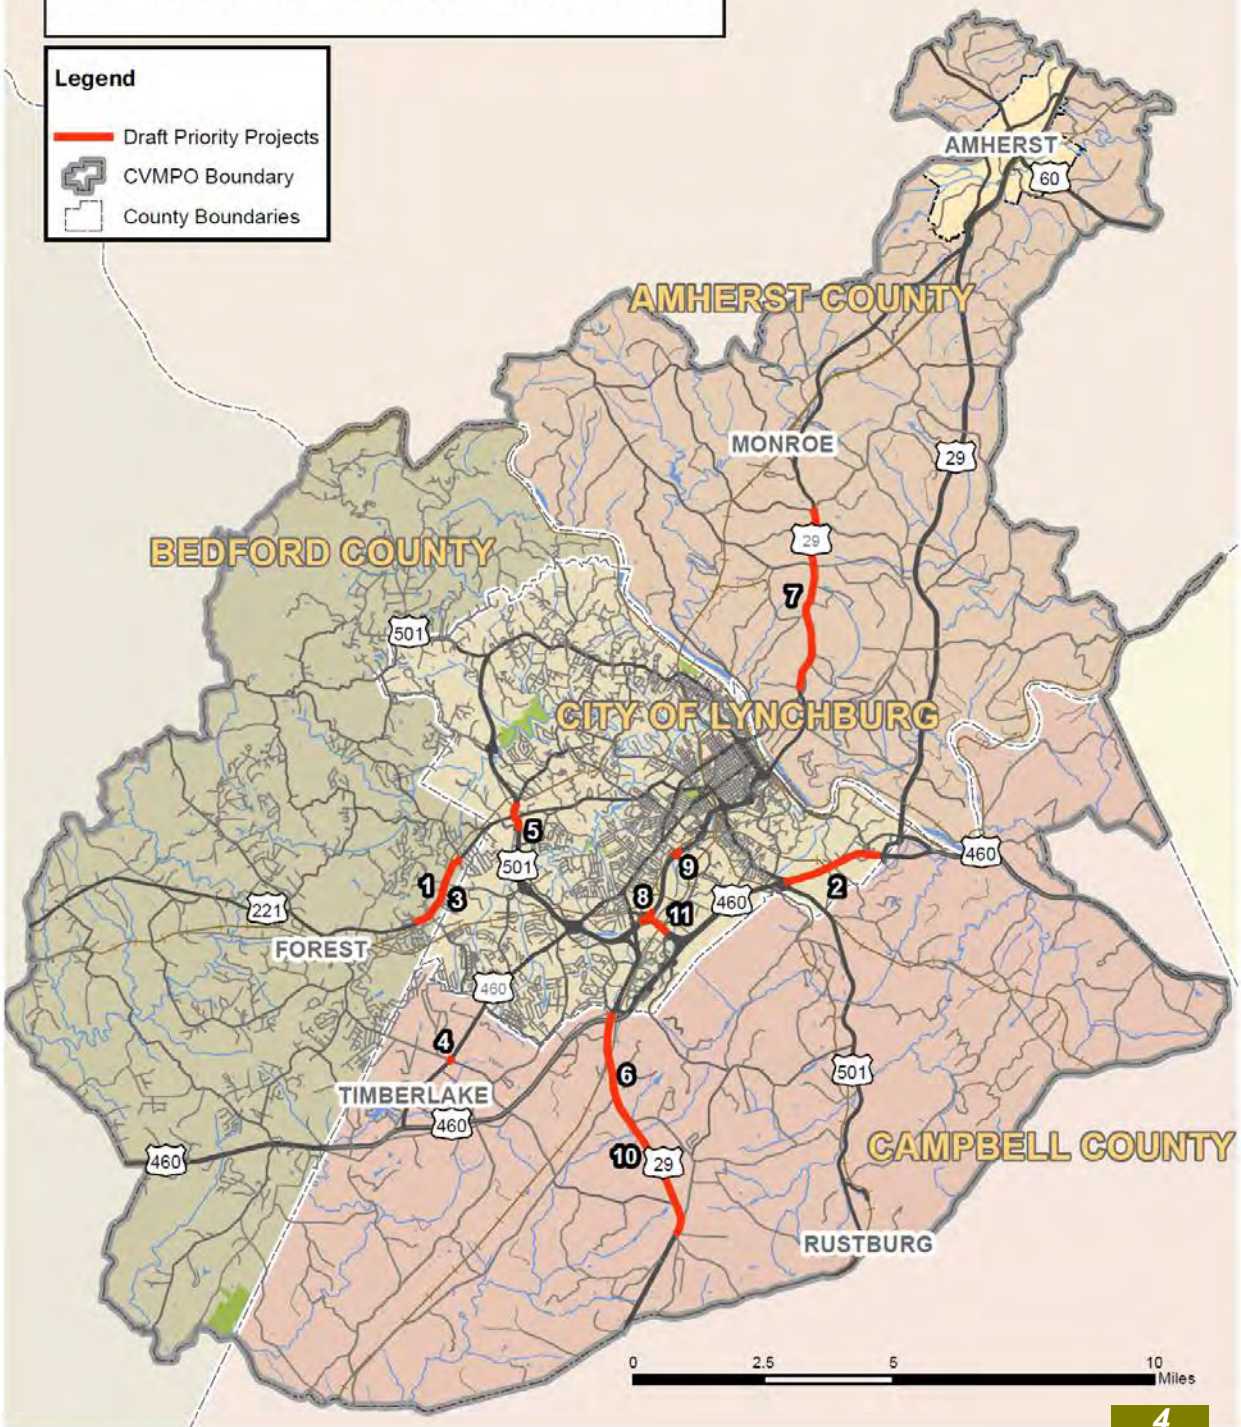 Legend
Draft Priority Projects
CVMPO Boundary
County Boundaries
AMHERST
60
AMHERST COUNTY
MONROE
29
29
BEDFORD COUNTY
7
501
CITY OF LYNCHBURG
5
501
9
460
1
3
2
8
460
11
221
FOREST
460
4
6
501
TIMBERLAKE
460
460
10
29
CAMPBELL COUNTY
RUSTBURG
0 2.5 5 10
Miles
4